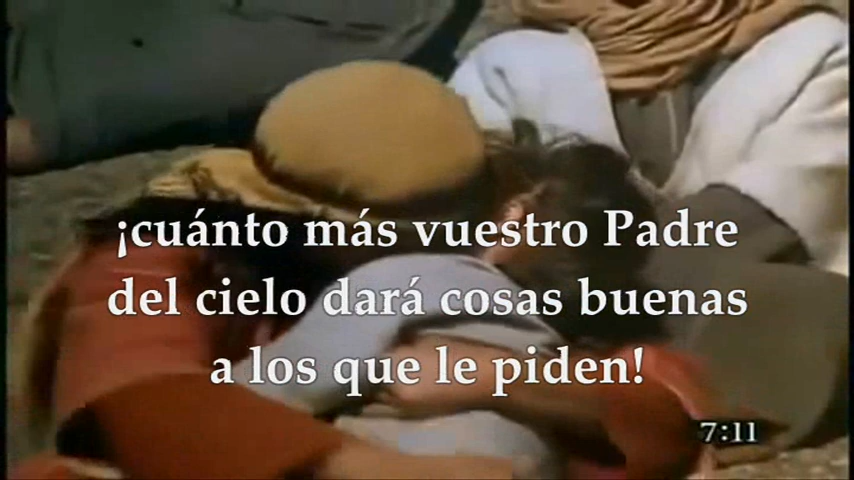 ¡cuánto más vuestro Padre
del cielo dará cosas buenas
a los que le piden!
7:11